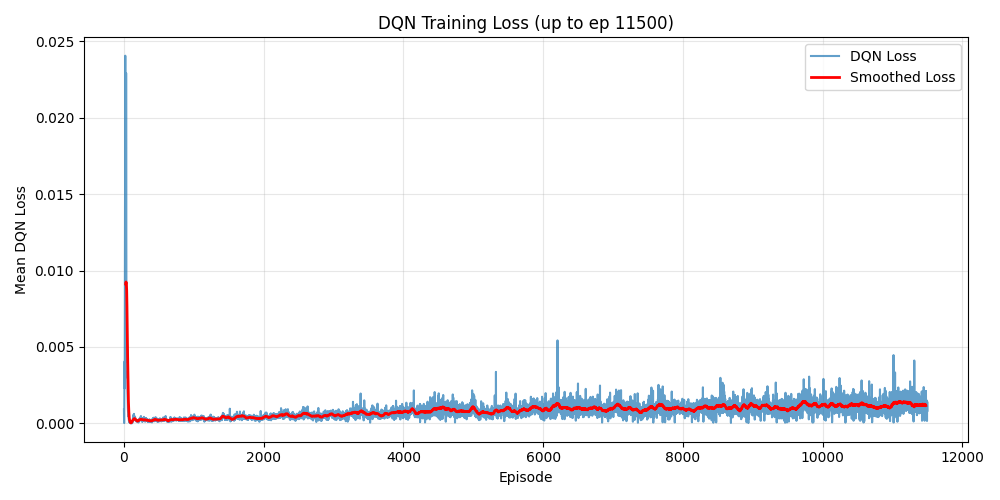 DQN Training Loss (up to ep 11500)
DQN Loss
Smoothed Loss
0.025
0.020
0.015
0.010
0.005
0.000
Mean DQN Loss
0 2000 4000 6000 8000 10000 12000
Episode